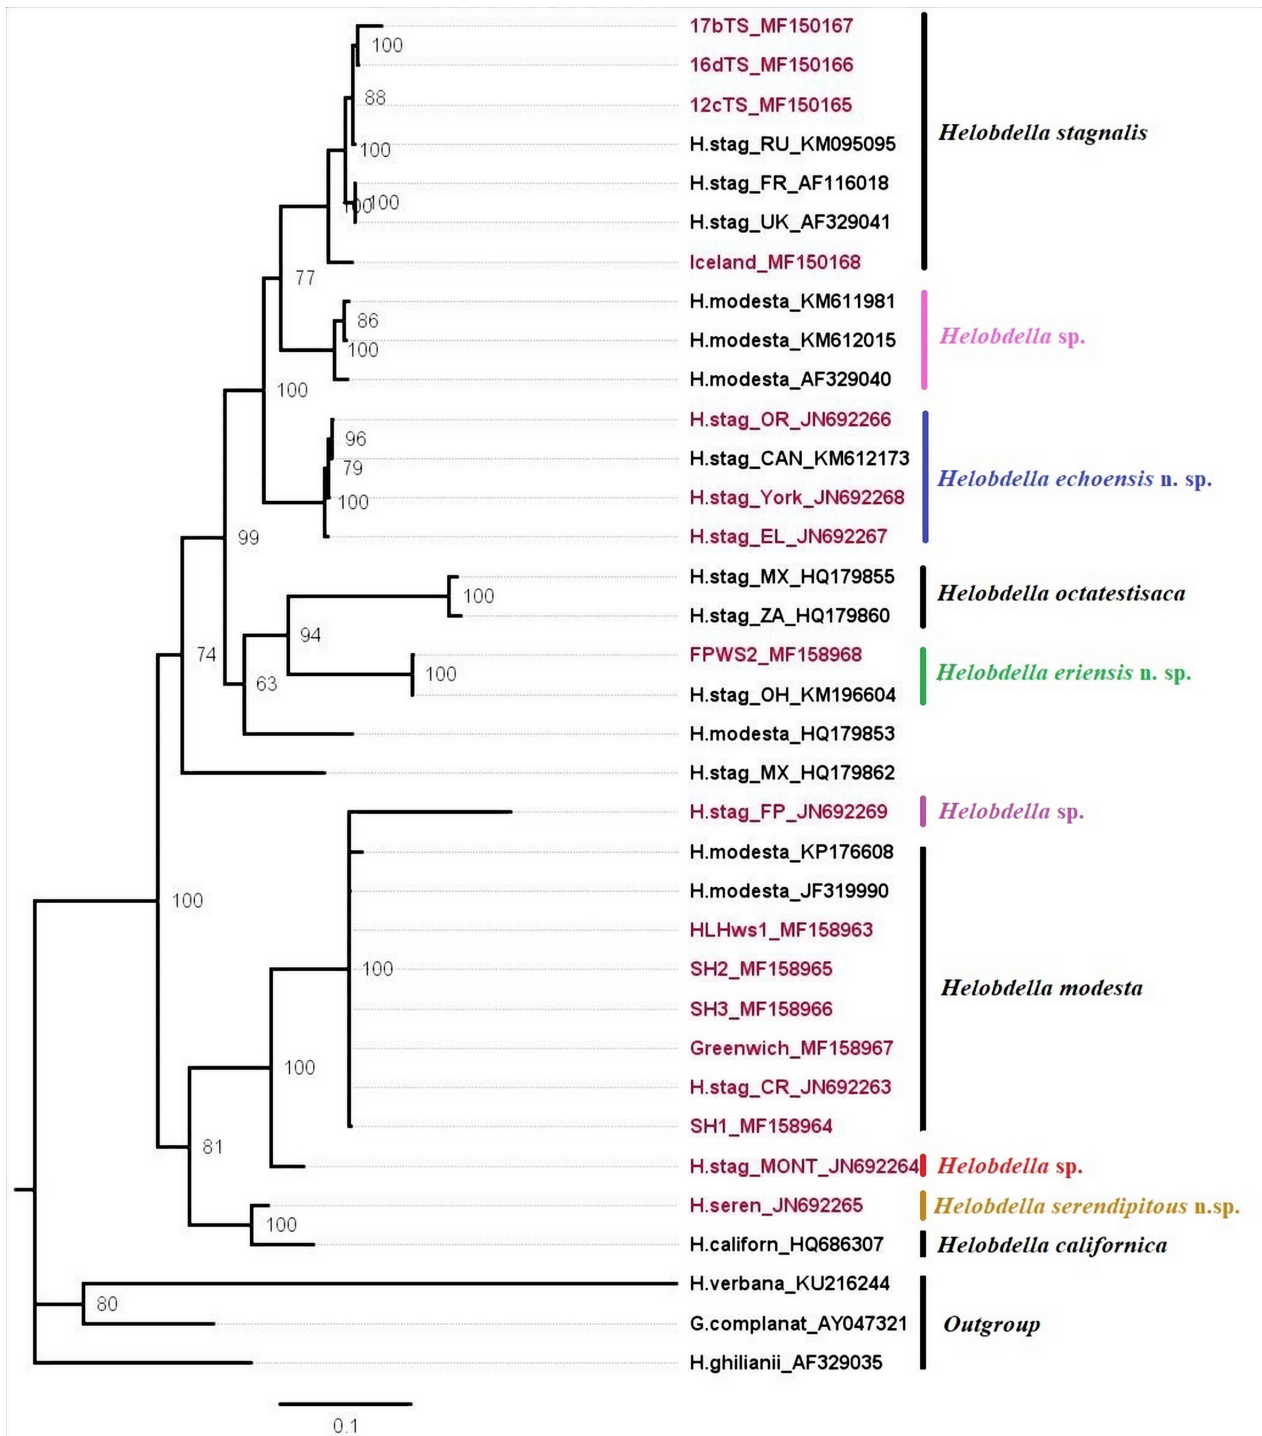 17bTS_MF150167
100
16dTS_MF150166
88
12cTS_MF150165
100
H.stag_RU_KM095095
Helobdella stagnalis
H.stag_FR_AF116018
100
100
H.stag_UK_AF329041
Iceland_MF150168
77
H.modesta_KM611981
86
H.modesta_KM612015
Helobdella sp.
100
H.modesta_AF329040
100
H.stag_OR_JN692266
96
H.stag_CAN_KM612173
79
Helobdella echoensis n. sp.
H.stag_York_JN692268
100
H.stag_EL_JN692267
99
H.stag_MX_HQ179855
100
Helobdella octatestisaca
H.stag_ZA_HQ179860
94
FPWS2_MF158968
74
100
Helobdella eriensis n. sp.
63
H.stag_OH_KM196604
H.modesta_HQ179853
H.stag_MX_HQ179862
H.stag_FP_JN692269
Helobdella sp.
H.modesta_KP176608
H.modesta_JF319990
100
HLHws1_MF158963
100
SH2_MF158965
Helobdella modesta
SH3_MF158966
Greenwich_MF158967
100
H.stag_CR_JN692263
SH1_MF158964
81
H.stag_MONT_JN692264
Helobdella sp.
H.seren_JN692265
Helobdella serendipitous n.sp.
100
H.californ_HQ686307
Helobdella californica
H.verbana_KU216244
80
G.complanat_AY047321
Outgroup
H.ghilianii_AF329035
0.1